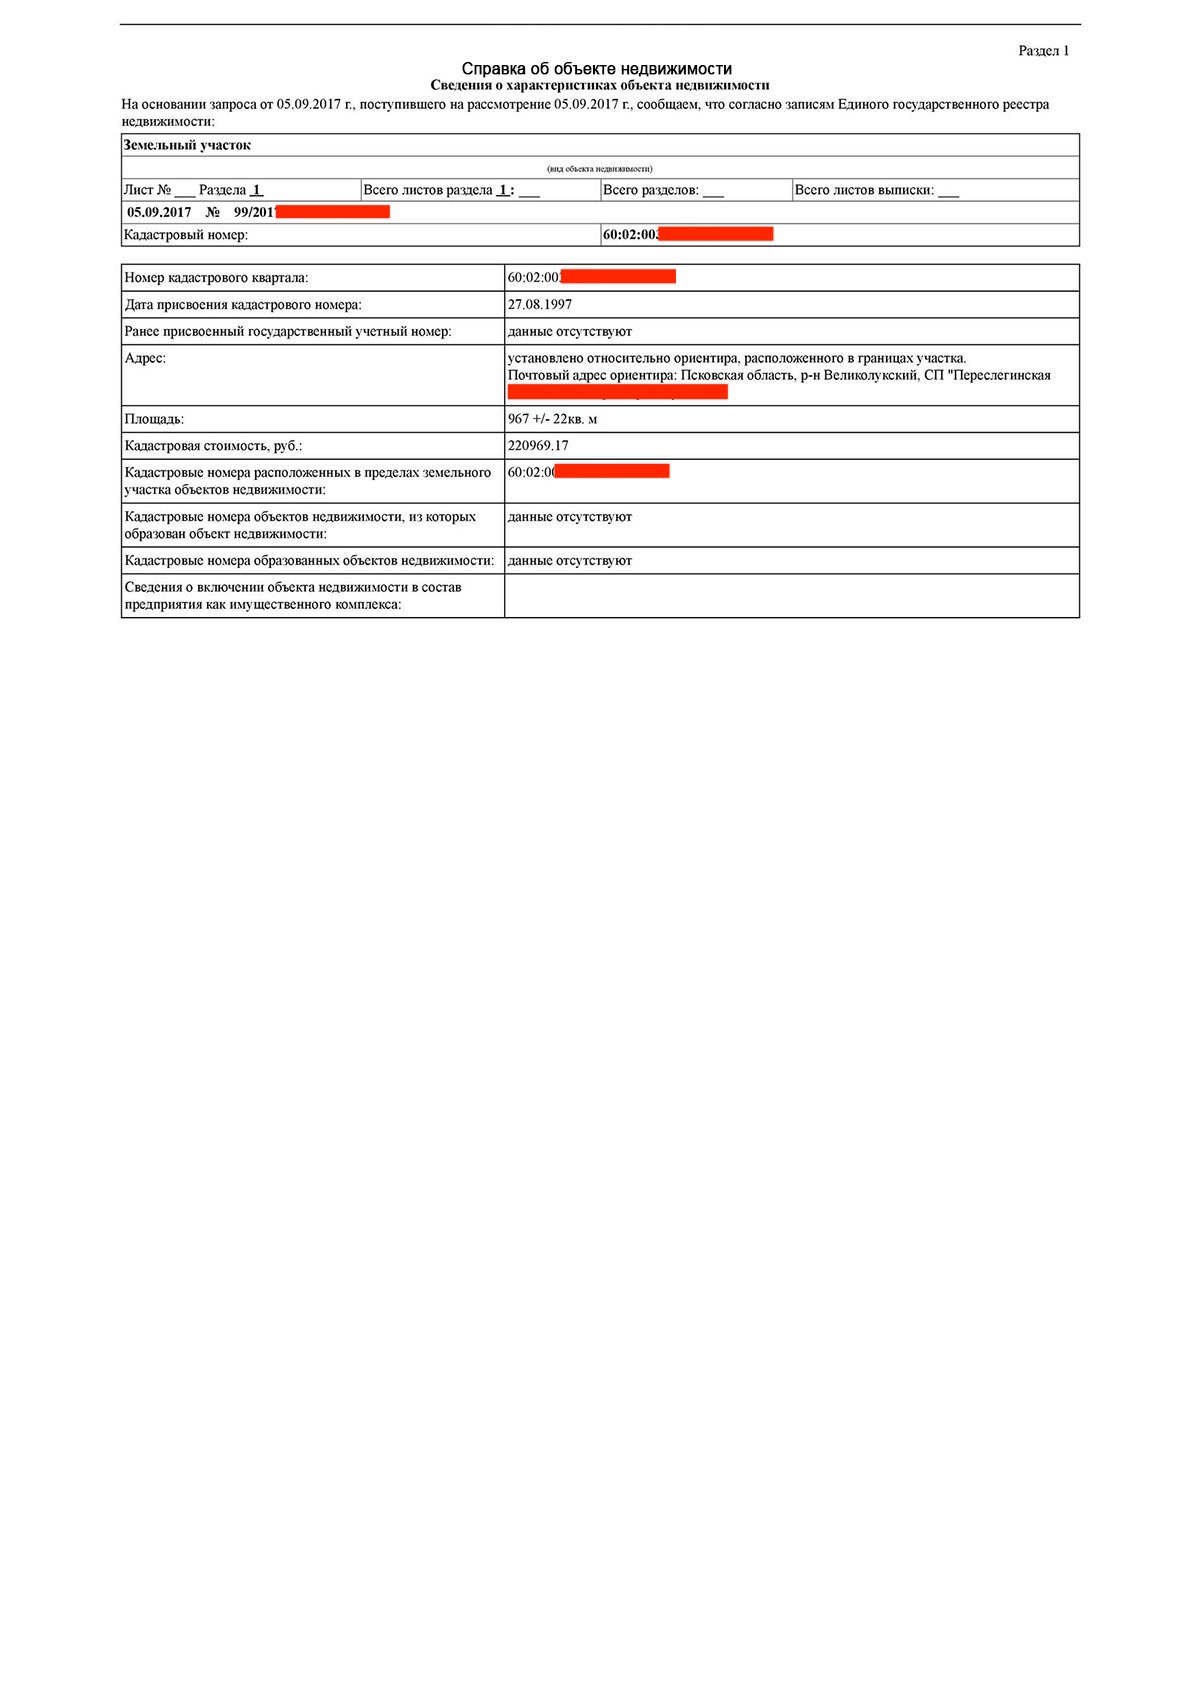 Раздел 1
Справка об объекте недвижимости
Сведения о характеристиках объекта недвижимости
На основании запроса от 05.09.2017 г., поступившего на рассмотрение 05.09.2017 г., сообщаем, что согласно записям Единого государственного реестра
недвижимости:
Земельный участок
(вид объекта недвижимости)
Лист № ___ Раздела 1 Всего листов раздела 1 : ___ Всего разделов: ___ Всего листов выписки: ___
05.09.2017 № 99/2017
Кадастровый номер: 60:02:00
Номер кадастрового квартала: 60:02:00
Дата присвоения кадастрового номера: 27.08.1997
Ранее присвоенный государственный учетный номер: данные отсутствуют
Адрес: установлено относительно ориентира, расположенного в границах участка.
Почтовый адрес ориентира: Псковская область, р-н Великолукский, СП "Переслегинская
Площадь: 967 +/- 22кв. м
Кадастровая стоимость, руб.: 220969.17
Кадастровые номера расположенных в пределах земельного 60:02:00
участка объектов недвижимости:
Кадастровые номера объектов недвижимости, из которых данные отсутствуют
образован объект недвижимости:
Кадастровые номера образованных объектов недвижимости: данные отсутствуют
Сведения о включении объекта недвижимости в состав
предприятия как имущественного комплекса: